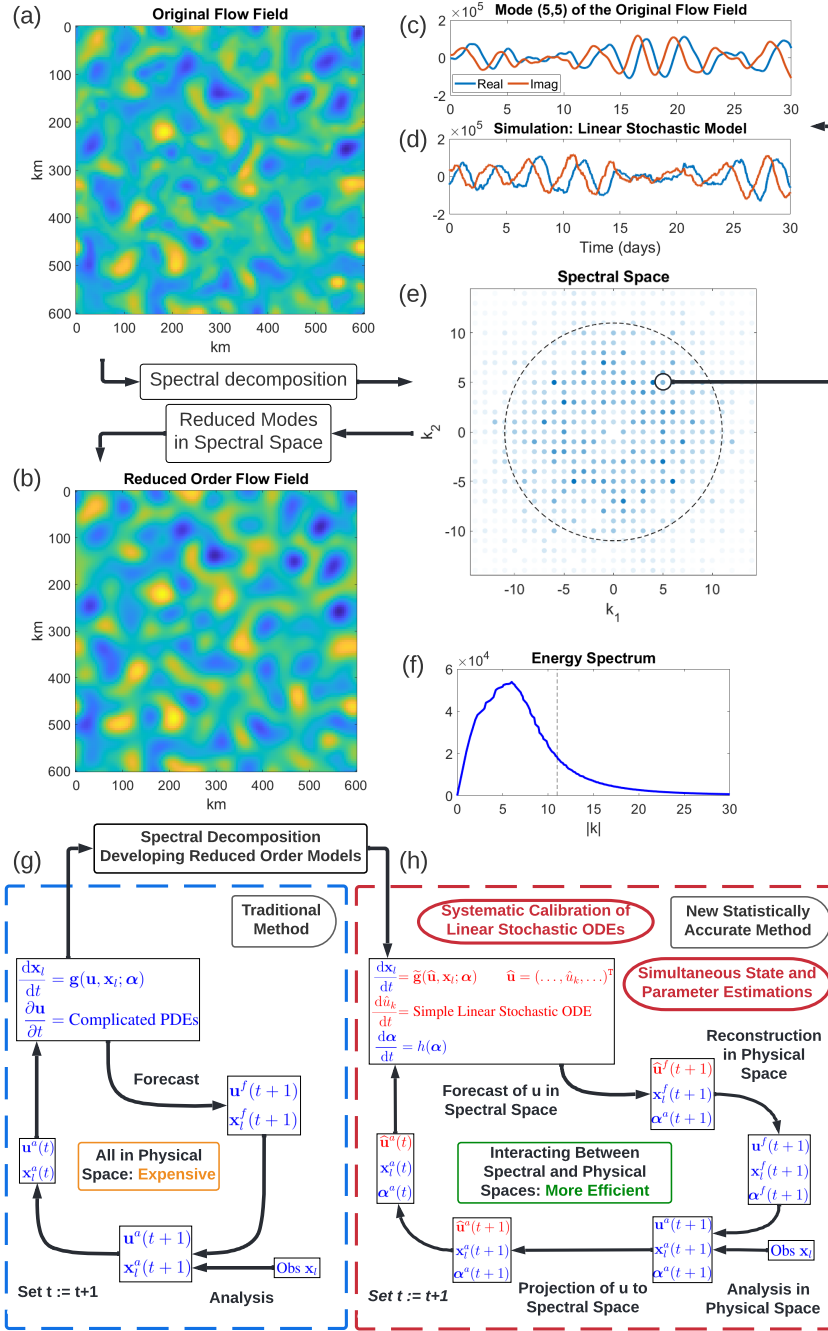 (a)
Original Flow Field
0
100
200
300
400
500
600
km
0 100 200 300 400 500 600
km
Spectral decomposition
Reduced Modes
in Spectral Space
(b)
Reduced Order Flow Field
0
100
200
300
400
500
600
km
0 100 200 300 400 500 600
km
(c)
×10⁵
Mode (5,5) of the Original Flow Field
2
0
-2
Real Imag
0 5 10 15 20 25 30
(d)
×10⁵
Simulation: Linear Stochastic Model
2
0
-2
0 5 10 15 20 25 30
Time (days)
(e)
Spectral Space
10
5
0
-5
-10
k₂
-10 -5 0 5 10
k₁
(f)
×10⁴
Energy Spectrum
6
4
2
0
0 5 10 15 20 25 30
|k|
Spectral Decomposition
Developing Reduced Order Models
(g)
Traditional
Method
dx_l/dt = g(u, x_l; α)
∂u/∂t = Complicated PDEs
Forecast
u^f(t+1)
x_l^f(t+1)
u^a(t)
x_l^a(t)
All in Physical
Space: Expensive
u^a(t+1)
x_l^a(t+1)
Obs x_l
Set t := t+1
Analysis
(h)
Systematic Calibration of
Linear Stochastic ODEs
New Statistically
Accurate Method
Simultaneous State and
Parameter Estimations
dx_l/dt = g̃(û, x_l; α) û = (..., û_k, ...)^T
dû_k/dt = Simple Linear Stochastic ODE
dα/dt = h(α)
Reconstruction
in Physical
Space
Forecast of u in
Spectral Space
û^f(t+1)
x_l^f(t+1)
α^a(t+1)
u^f(t+1)
x_l^f(t+1)
α^f(t+1)
û^a(t)
x_l^a(t)
α^a(t)
Interacting Between
Spectral and Physical
Spaces: More Efficient
û^a(t+1)
x_l^a(t+1)
α^a(t+1)
u^a(t+1)
x_l^a(t+1)
α^a(t+1)
Obs x_l
Set t := t+1
Projection of u to
Spectral Space
Analysis in
Physical Space